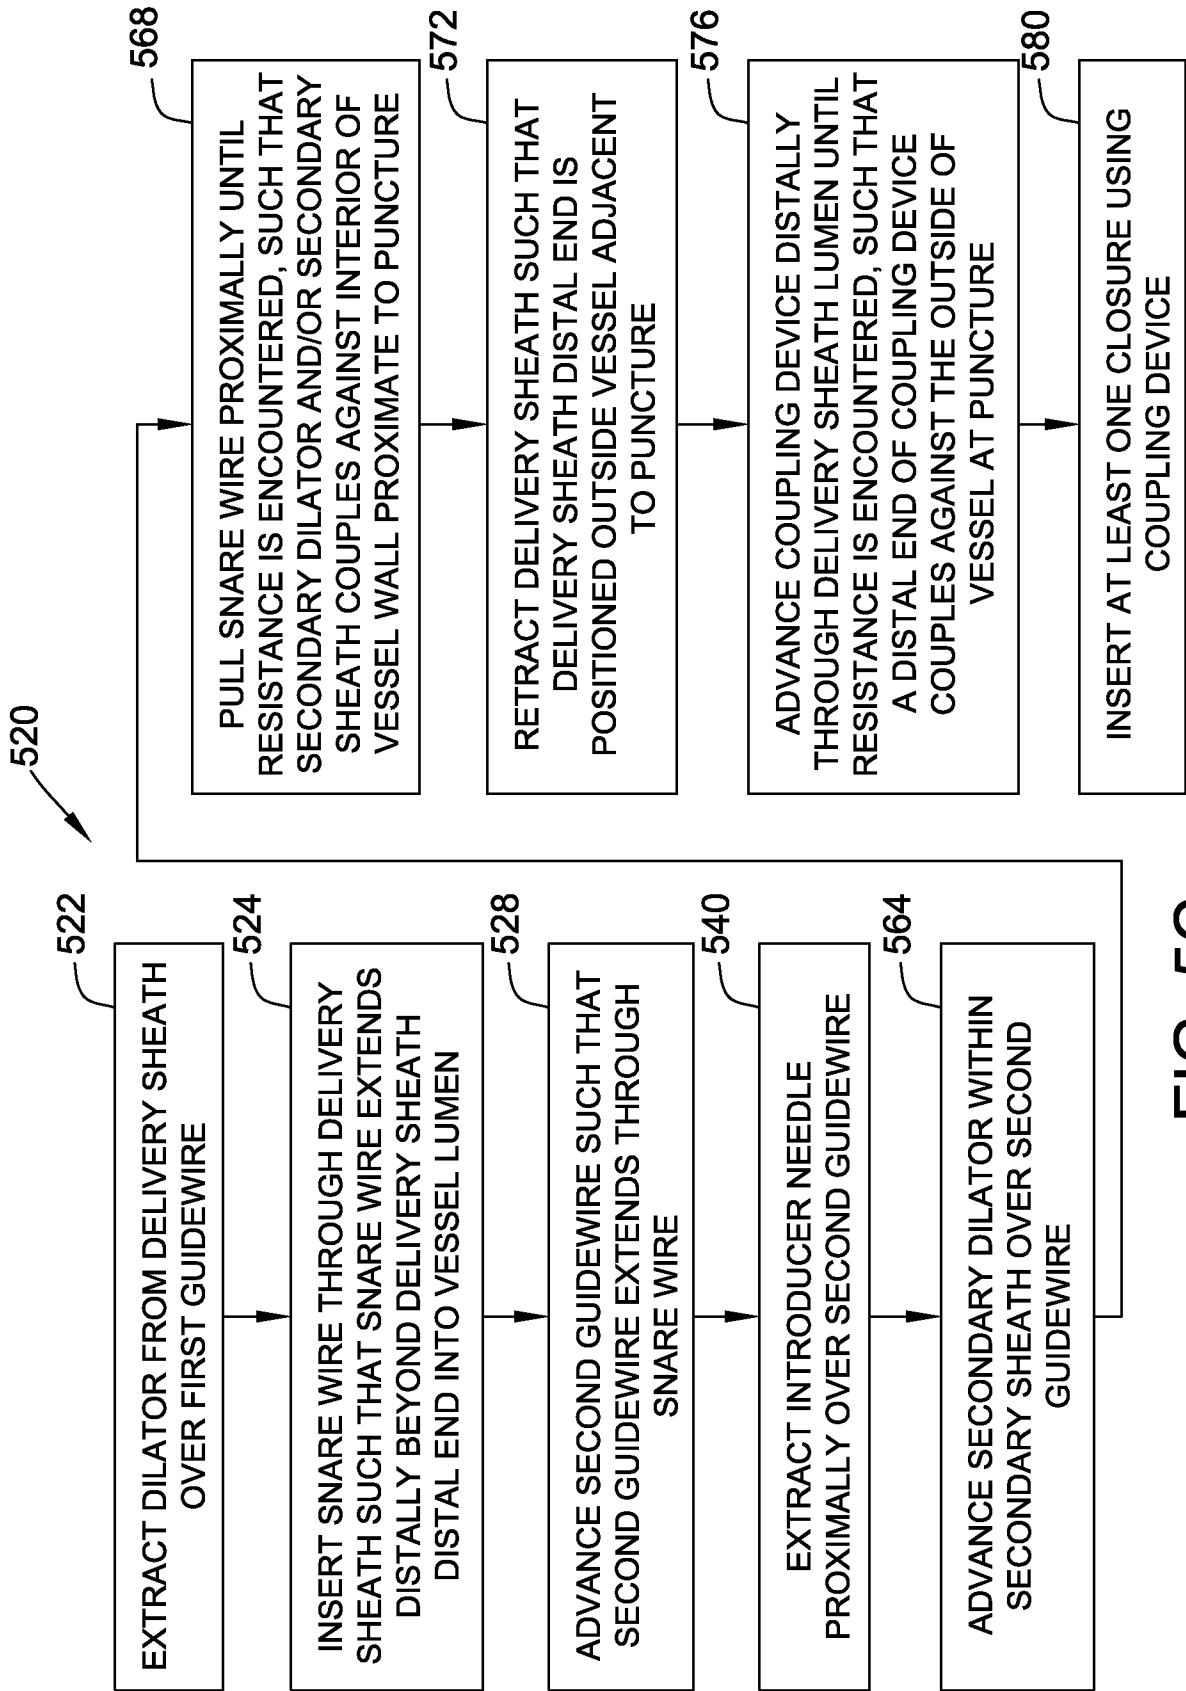 520
522
EXTRACT DILATOR FROM DELIVERY SHEATH
OVER FIRST GUIDEWIRE
524
INSERT SNARE WIRE THROUGH DELIVERY
SHEATH SUCH THAT SNARE WIRE EXTENDS
DISTALLY BEYOND DELIVERY SHEATH
DISTAL END INTO VESSEL LUMEN
528
ADVANCE SECOND GUIDEWIRE SUCH THAT
SECOND GUIDEWIRE EXTENDS THROUGH
SNARE WIRE
540
EXTRACT INTRODUCER NEEDLE
PROXIMALLY OVER SECOND GUIDEWIRE
564
ADVANCE SECONDARY DILATOR WITHIN
SECONDARY SHEATH OVER SECOND
GUIDEWIRE
568
PULL SNARE WIRE PROXIMALLY UNTIL
RESISTANCE IS ENCOUNTERED, SUCH THAT
SECONDARY DILATOR AND/OR SECONDARY
SHEATH COUPLES AGAINST INTERIOR OF
VESSEL WALL PROXIMATE TO PUNCTURE
572
RETRACT DELIVERY SHEATH SUCH THAT
DELIVERY SHEATH DISTAL END IS
POSITIONED OUTSIDE VESSEL ADJACENT
TO PUNCTURE
576
ADVANCE COUPLING DEVICE DISTALLY
THROUGH DELIVERY SHEATH LUMEN UNTIL
RESISTANCE IS ENCOUNTERED, SUCH THAT
A DISTAL END OF COUPLING DEVICE
COUPLES AGAINST THE OUTSIDE OF
VESSEL AT PUNCTURE
580
INSERT AT LEAST ONE CLOSURE USING
COUPLING DEVICE